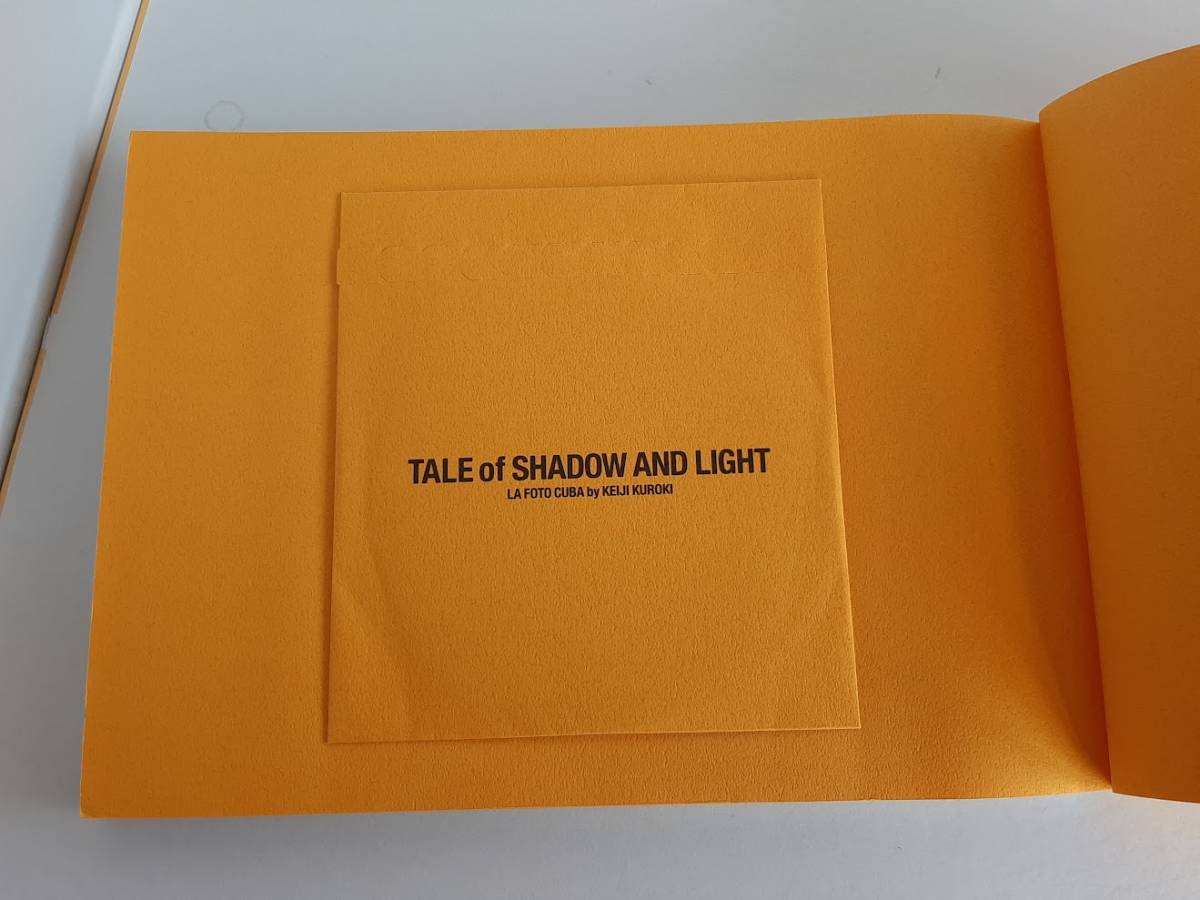 TALE of SHADOW AND LIGHT
LA FOTO CUBA by KEIJI KUROKI